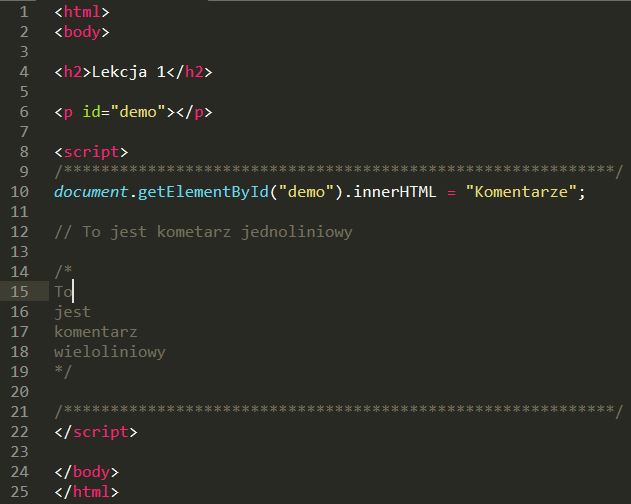 1 <html>
2 <body>
3
4 <h2>Lekcja 1</h2>
5
6 <p id="demo"></p>
7
8 <script>
9 /***********************************************************/
10 document.getElementById("demo").innerHTML = "Komentarze";
11
12 // To jest kometarz jednoliniowy
13
14 /*
15 To
16 jest
17 komentarz
18 wieloliniowy
19 */
20
21 /***********************************************************/
22 </script>
23
24 </body>
25 </html>